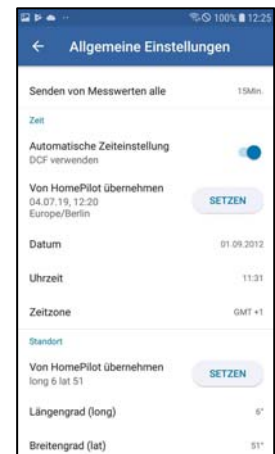 100% 12:25
Allgemeine Einstellungen
Senden von Messwerten alle 15Min.
Zeit
Automatische Zeiteinstellung
DCF verwenden
Von HomePilot übernehmen
04.07.19, 12:20
Europe/Berlin
SETZEN
Datum 01.09.2012
Uhrzeit 11:31
Zeitzone GMT +1
Standort
Von HomePilot übernehmen
long 6 lat 51
SETZEN
Längengrad (long) 6°
Breitengrad (lat) 51°